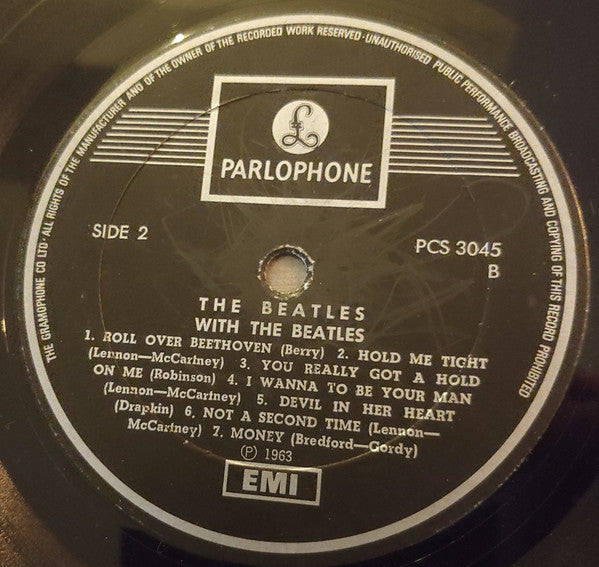 THE GRAMOPHONE CO LTD · ALL RIGHTS OF THE MANUFACTURER AND OF THE OWNER OF THE RECORDED WORK RESERVED · UNAUTHORISED PUBLIC PERFORMANCE BROADCASTING AND COPYING OF THIS RECORD PROHIBITED
£
PARLOPHONE
SIDE 2
PCS 3045
B
THE BEATLES
WITH THE BEATLES
1. ROLL OVER BEETHOVEN (Berry) 2. HOLD ME TIGHT
(Lennon—McCartney) 3. YOU REALLY GOT A HOLD
ON ME (Robinson) 4. I WANNA TO BE YOUR MAN
(Lennon—McCartney) 5. DEVIL IN HER HEART
(Drapkin) 6. NOT A SECOND TIME (Lennon—
McCartney) 7. MONEY (Bredford—Gordy)
Ⓟ 1963
EMI